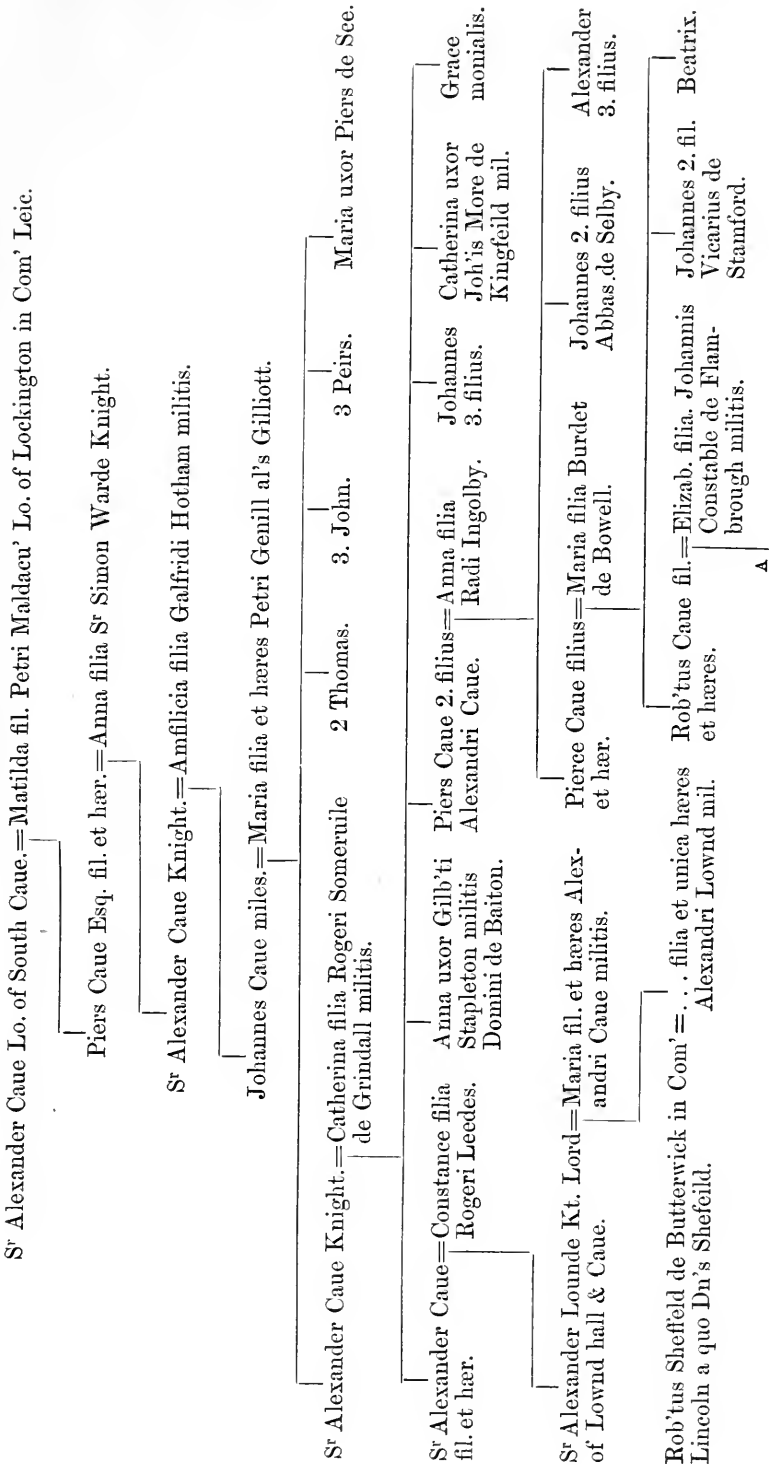 Sr Alexander Caue Lo. of South Caue.=Matilda fil. Petri Maldacu' Lo. of Lockington in Com' Leic.
Piers Caue Esq. fil. et hær.=Anna filia Sr Simon Warde Knight.
Sr Alexander Caue Knight.=Amfilicia filia Galfridi Hotham militis.
Johannes Caue miles.=Maria filia et hæres Petri Genill al's Gilliott.
Sr Alexander Caue Knight.=Catherina filia Rogeri Someruile
de Grindall militis.
2 Thomas.
3. John.
3 Peirs.
Maria uxor Piers de See.
Sr Alexander Caue=Constance filia
fil. et hær.
Rogeri Leedes.
Anna uxor Gilb'ti
Stapleton militis
Domini de Baiton.
Piers Caue 2. filius=Anna filia
Alexandri Caue.
Radi Ingolby.
Johannes
3. filius.
Catherina uxor
Joh'is More de
Kingfeild mil.
Grace
monialis.
Sr Alexander Lounde Kt. Lord=Maria fil. et hæres Alex-
of Lownd hall & Caue.
andri Caue militis.
Pierce Caue filius=Maria filia Burdet
et hær.
de Bowell.
Johannes 2. filius
Abbas de Selby.
Alexander
3. filius.
Rob'tus Sheffeld de Butterwick in Com'=.... filia et unica hæres
Lincoln a quo Dn's Shefeild.
Alexandri Lownd mil.
Rob'tus Caue fil.=Elizab. filia. Johannis
et hæres.
Constable de Flam-
brough militis.
Johannes 2. fil.
Vicarius de
Stamford.
Beatrix.
A